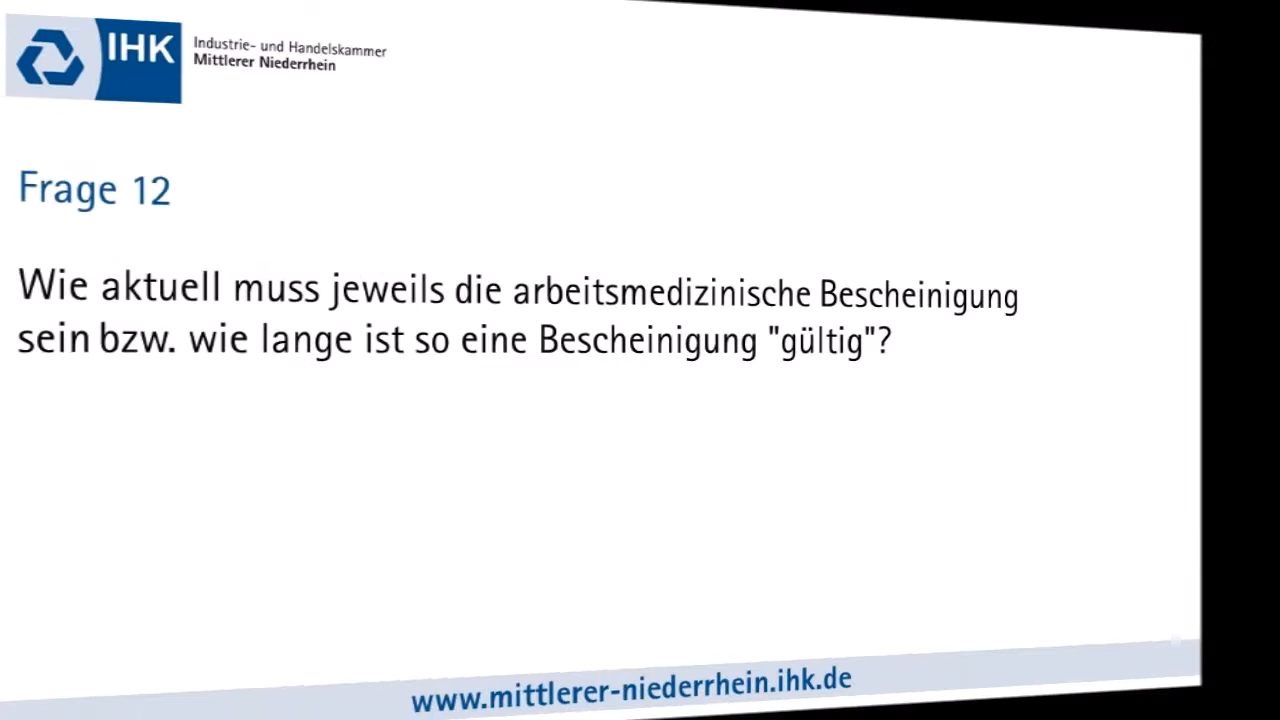 IHK
Industrie- und Handelskammer
Mittlerer Niederrhein
Frage 12
Wie aktuell muss jeweils die arbeitsmedizinische Bescheinigung
sein bzw. wie lange ist so eine Bescheinigung "gültig"?
www.mittlerer-niederrhein.ihk.de